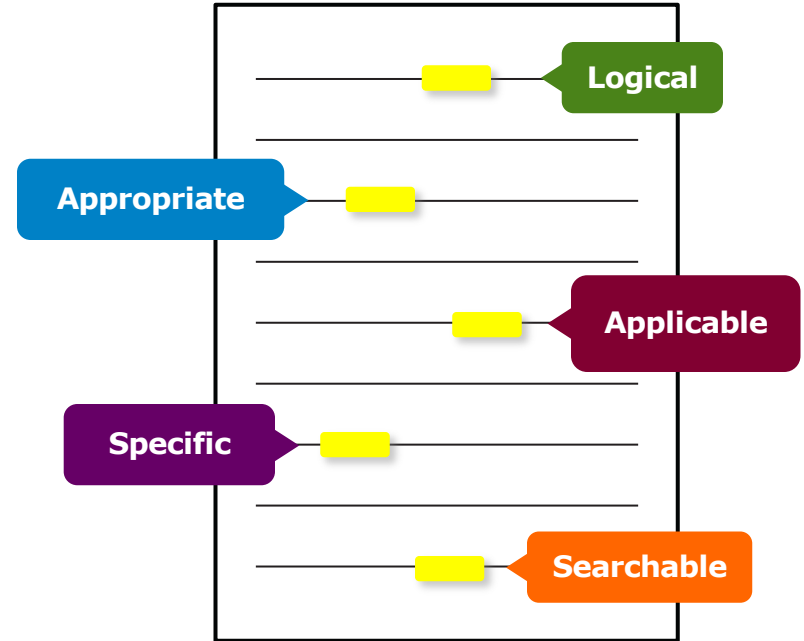 Logical
Appropriate
Applicable
Specific
Searchable